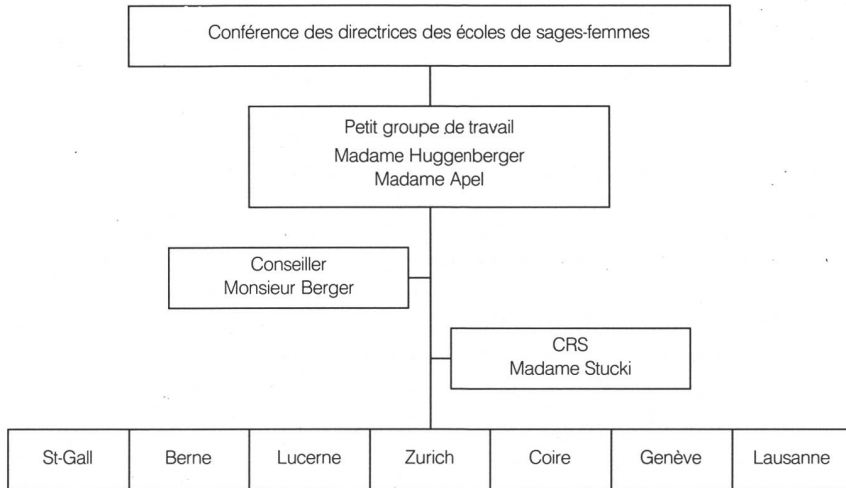 Conférence des directrices des écoles de sages-femmes
Petit groupe de travail
Madame Huggenberger
Madame Apel
Conseiller
Monsieur Berger
CRS
Madame Stucki
St-Gall
Berne
Lucerne
Zurich
Coire
Genève
Lausanne